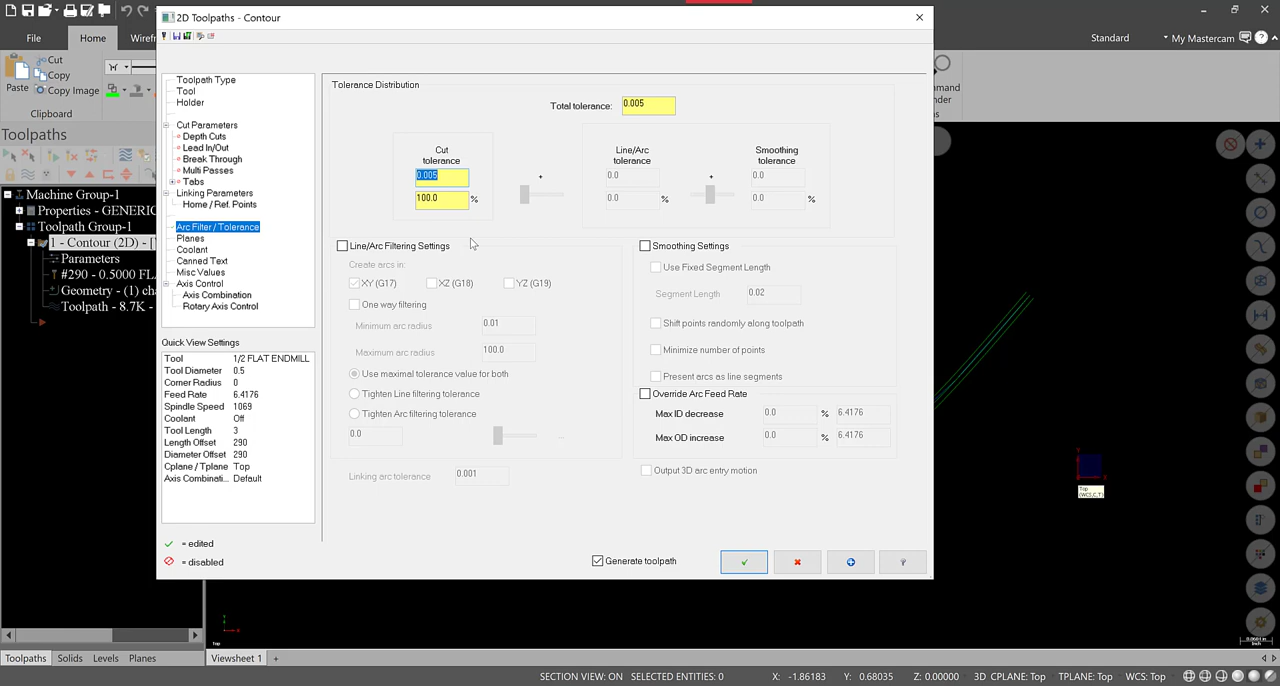 2D Toolpaths - Contour
File
Home
Standard
My Mastercam
Paste
Cut
Copy
Copy Image
Clipboard
Toolpaths
Machine Group-1
Toolpath Group-1
1 - Contour (2D) - [
Parameters
Toolpath - 8.7K -
Toolpath Type
Tool
Holder
Cut Parameters
Depth Cuts
Lead In/Out
Break Through
Multi Passes
Tabs
Linking Parameters
Home / Ref. Points
Arc Filter / Tolerance
Planes
Coolant
Canned Text
Misc Values
Axis Control
Axis Combination
Rotary Axis Control
Quick View Settings
Tool 1/2 FLAT ENDMILL
Tool Diameter 0.5
Corner Radius 0
Feed Rate 6.4176
Spindle Speed 1069
Coolant Off
Tool Length 3
Length Offset 290
Diameter Offset 290
Cplane / Tplane Top
Axis Combinati... Default
= edited
= disabled
Tolerance Distribution
Total tolerance: 0.005
Cut tolerance
0.005
100.0 %
+
Line/Arc tolerance
0.0
0.0 %
+
Smoothing tolerance
0.0
0.0 %
Line/Arc Filtering Settings
Create arcs in:
XY (G17) XZ (G18) YZ (G19)
One way filtering
Minimum arc radius 0.01
Maximum arc radius 100.0
Use maximal tolerance value for both
Tighten Line filtering tolerance
Tighten Arc filtering tolerance
0.0
Linking arc tolerance 0.001
Smoothing Settings
Use Fixed Segment Length
Segment Length 0.02
Shift points randomly along toolpath
Minimize number of points
Present arcs as line segments
Override Arc Feed Rate
Max ID decrease 0.0 % 6.4176
Max OD increase 0.0 % 6.4176
Output 3D arc entry motion
Generate toolpath
Toolpaths Solids Levels Planes
Viewsheet 1 +
SECTION VIEW: ON SELECTED ENTITIES: 0 X: -1.86183 Y: 0.68035 Z: 0.00000 3D CPLANE: Top TPLANE: Top WCS: Top